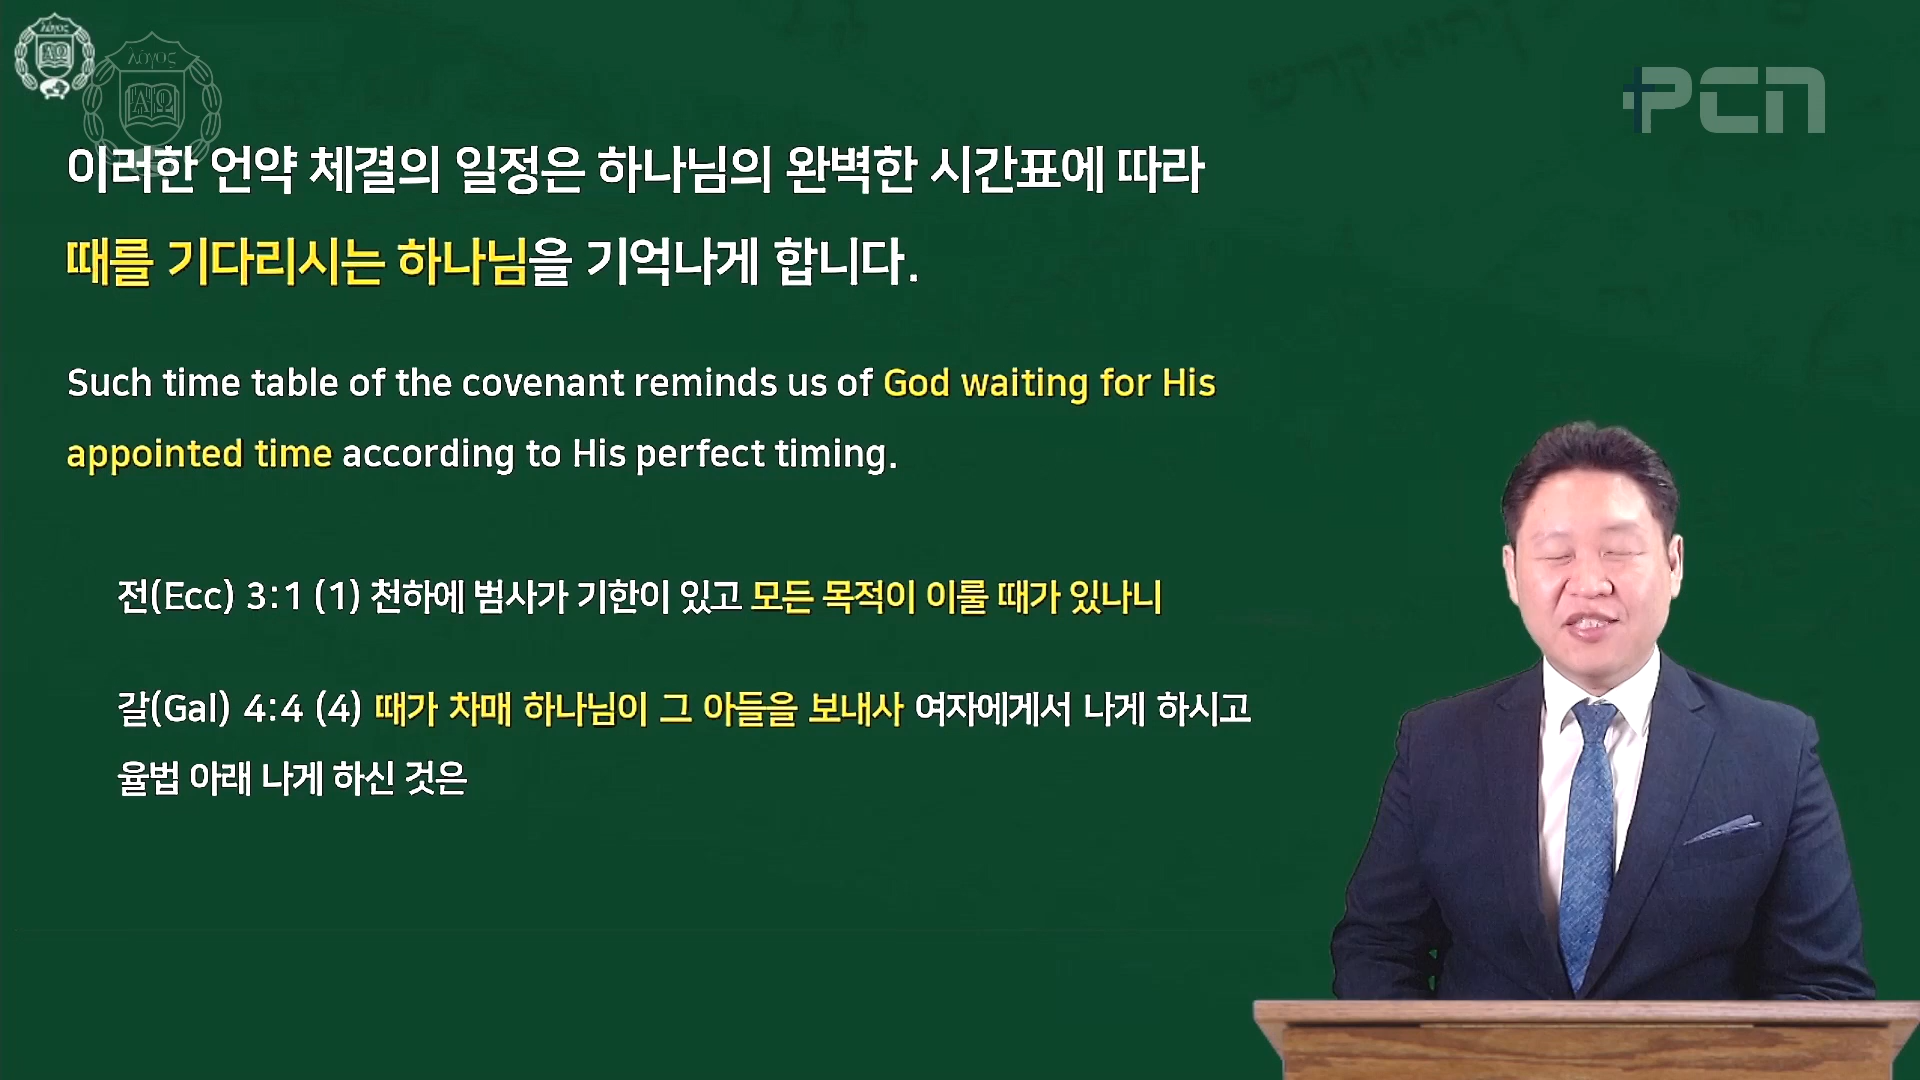 λόγος
ΑΩ
λόγος
ΑΩ
PCN
이러한 언약 체결의 일정은 하나님의 완벽한 시간표에 따라
때를 기다리시는 하나님을 기억나게 합니다.
Such time table of the covenant reminds us of God waiting for His
appointed time according to His perfect timing.
전(Ecc) 3:1 (1) 천하에 범사가 기한이 있고 모든 목적이 이룰 때가 있나니
갈(Gal) 4:4 (4) 때가 차매 하나님이 그 아들을 보내사 여자에게서 나게 하시고
율법 아래 나게 하신 것은